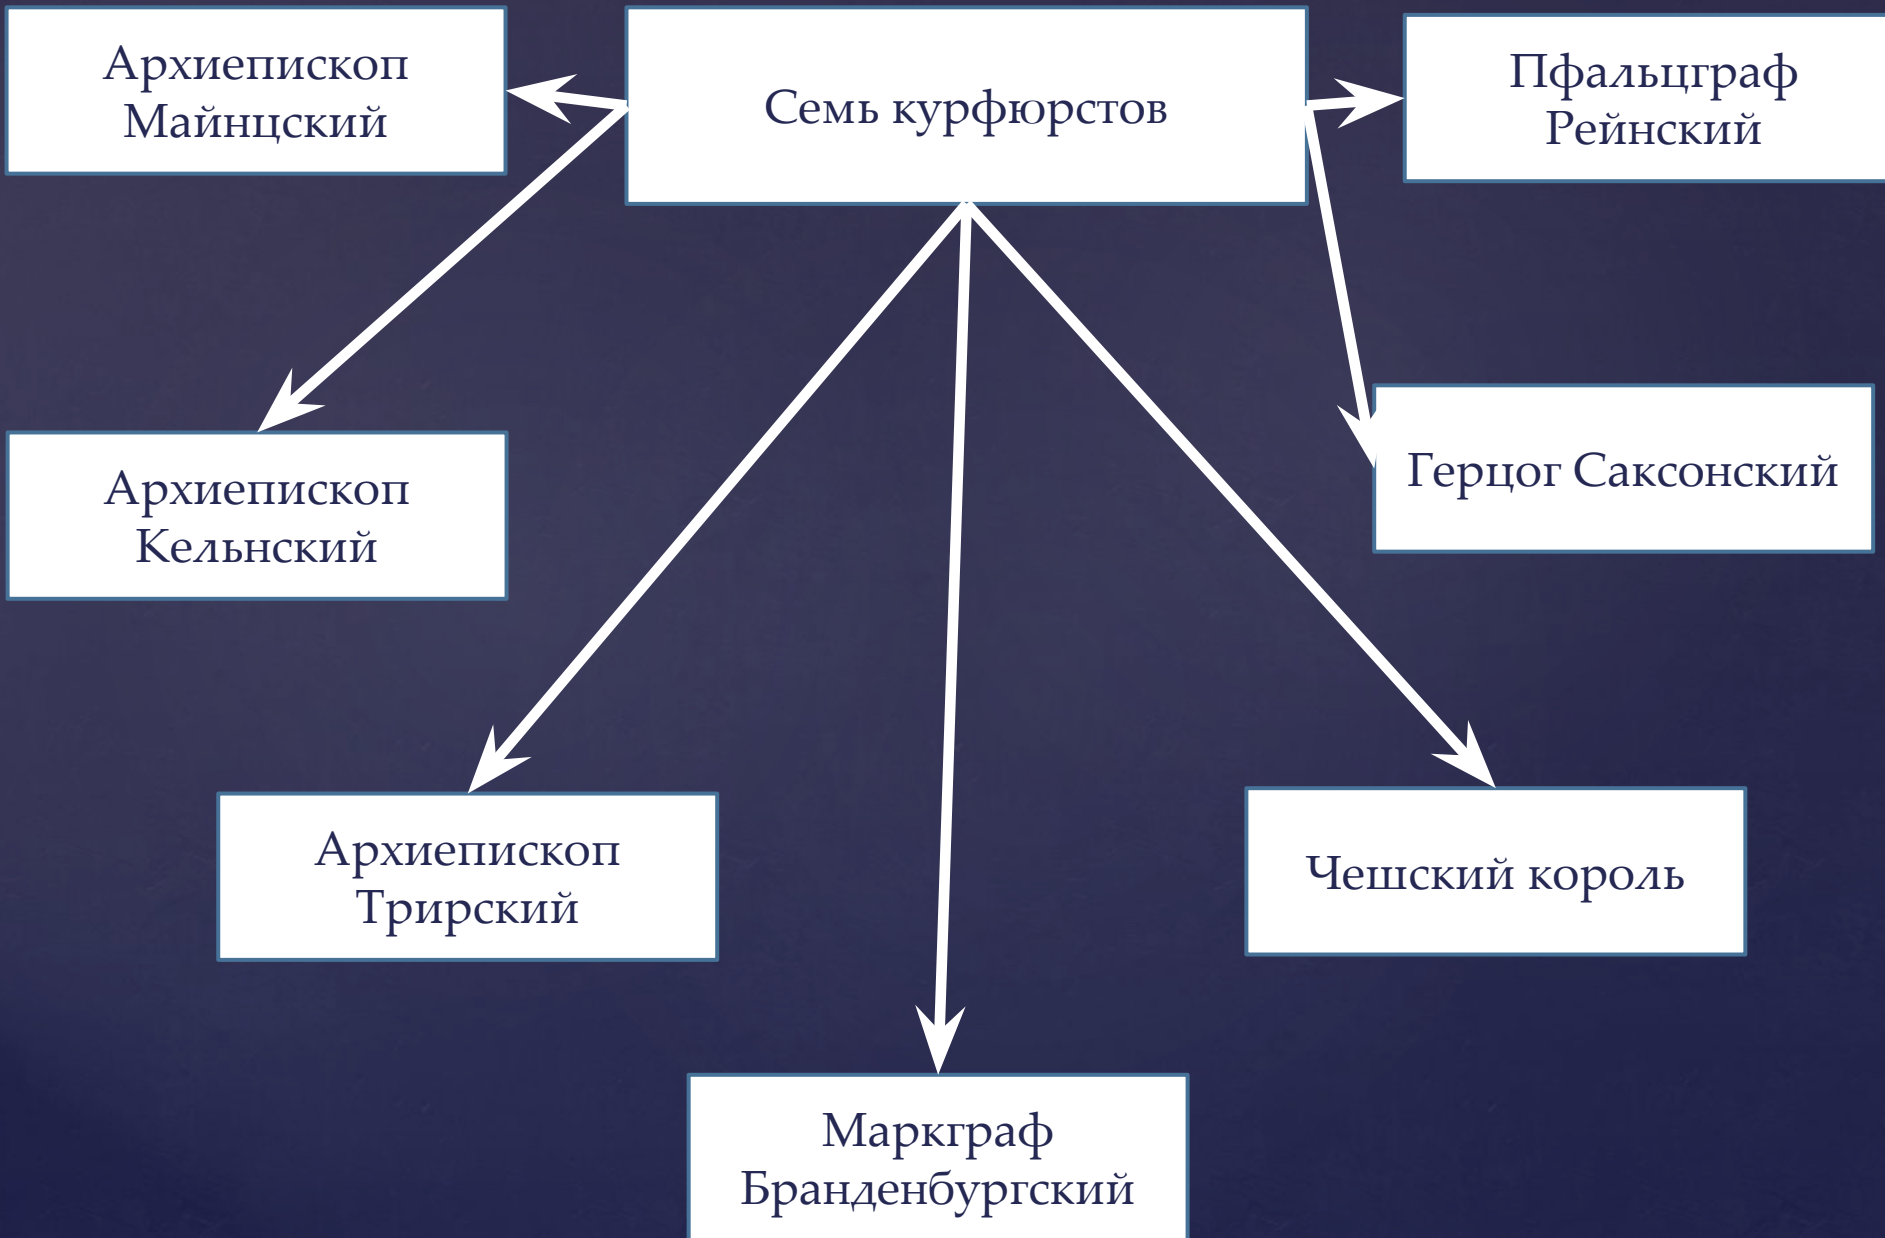 Архиепископ
Майнцский
Семь курфюрстов
Пфальцграф
Рейнский
Архиепископ
Кельнский
Герцог Саксонский
Архиепископ
Трирский
Чешский король
Маркграф
Бранденбургский